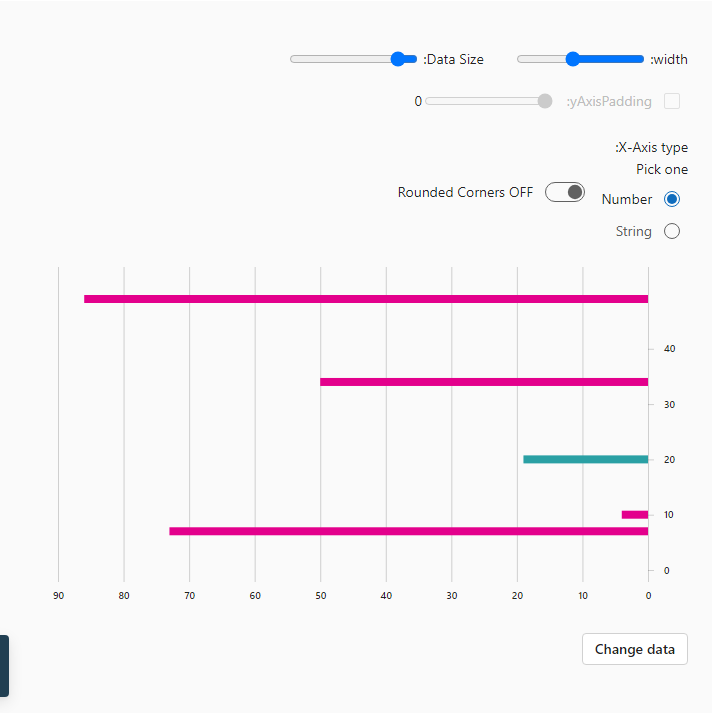 :width
:Data Size
:yAxisPadding
0
:X-Axis type
Pick one
Number
Rounded Corners OFF
String
40
30
20
10
0
90 80 70 60 50 40 30 20 10 0
Change data